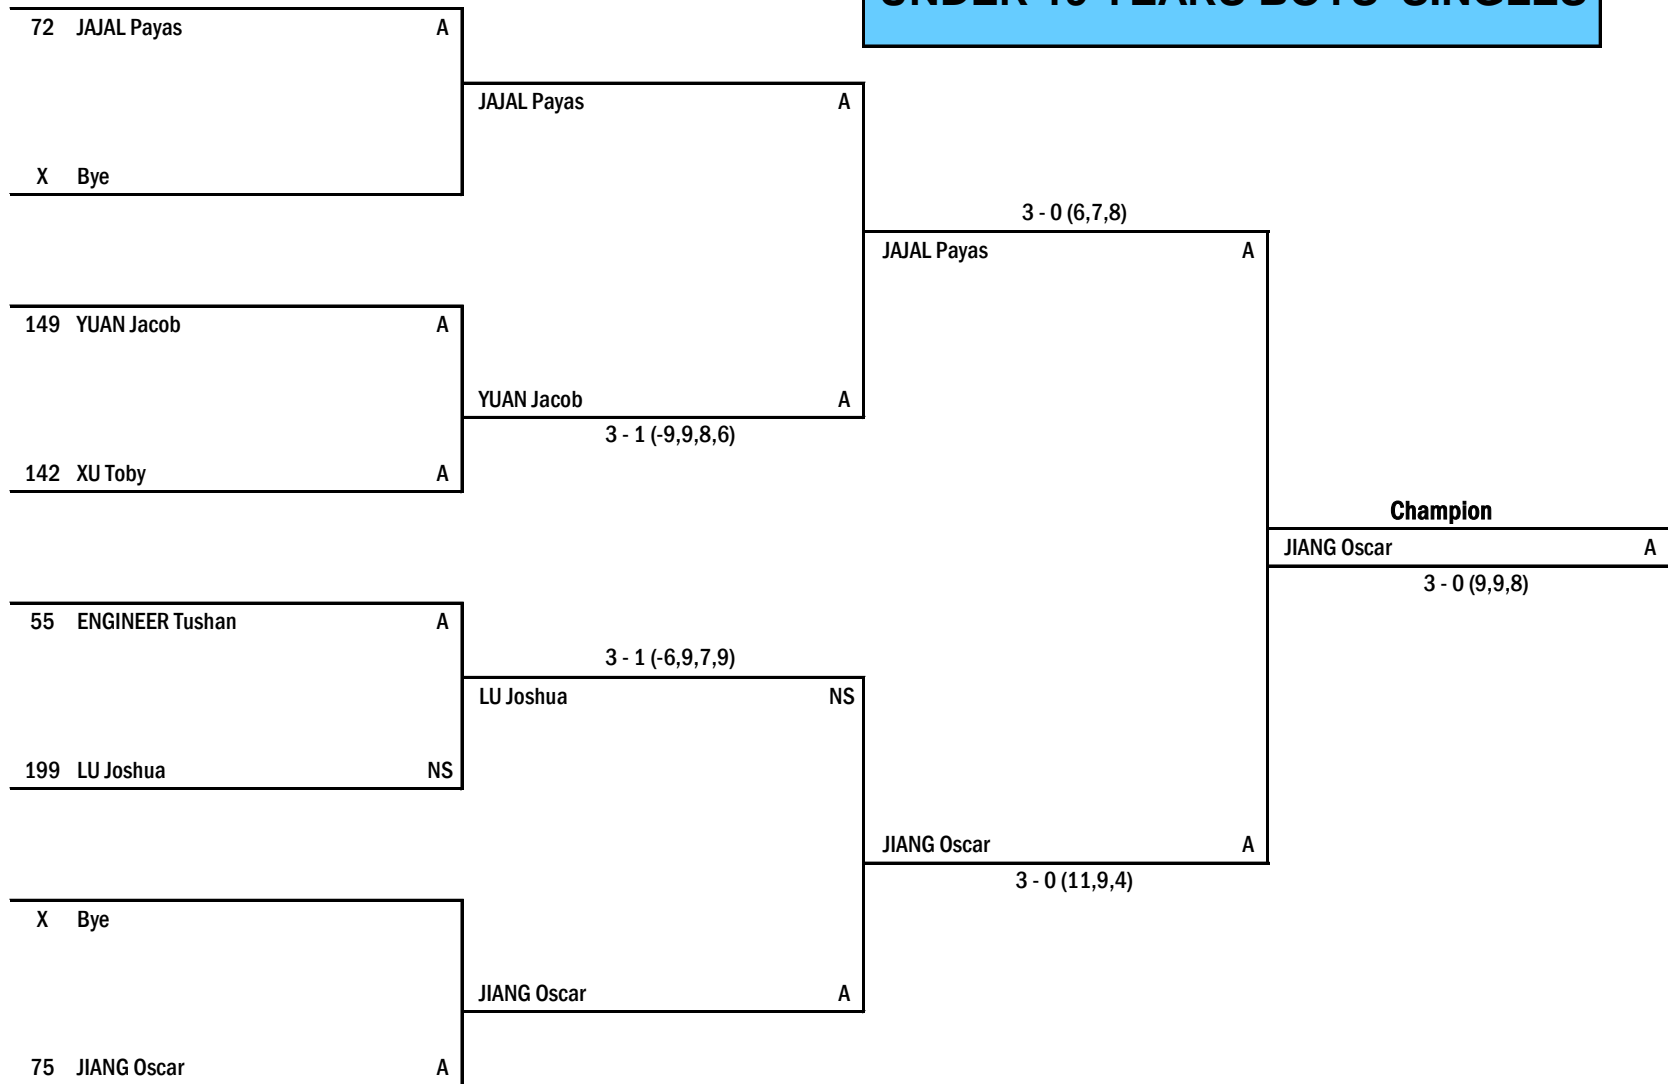 UNDER YEARS BOYS SINGLES
72 JAJAL Payas A
JAJAL Payas A
X Bye
3 - 0 (6,7,8)
JAJAL Payas A
149 YUAN Jacob A
YUAN Jacob A
3 - 1 (-9,9,8,6)
142 XU Toby A
Champion
JIANG Oscar A
3 - 0 (9,9,8)
55 ENGINEER Tushan A
3 - 1 (-6,9,7,9)
LU Joshua NS
199 LU Joshua NS
JIANG Oscar A
3 - 0 (11,9,4)
X Bye
JIANG Oscar A
75 JIANG Oscar A